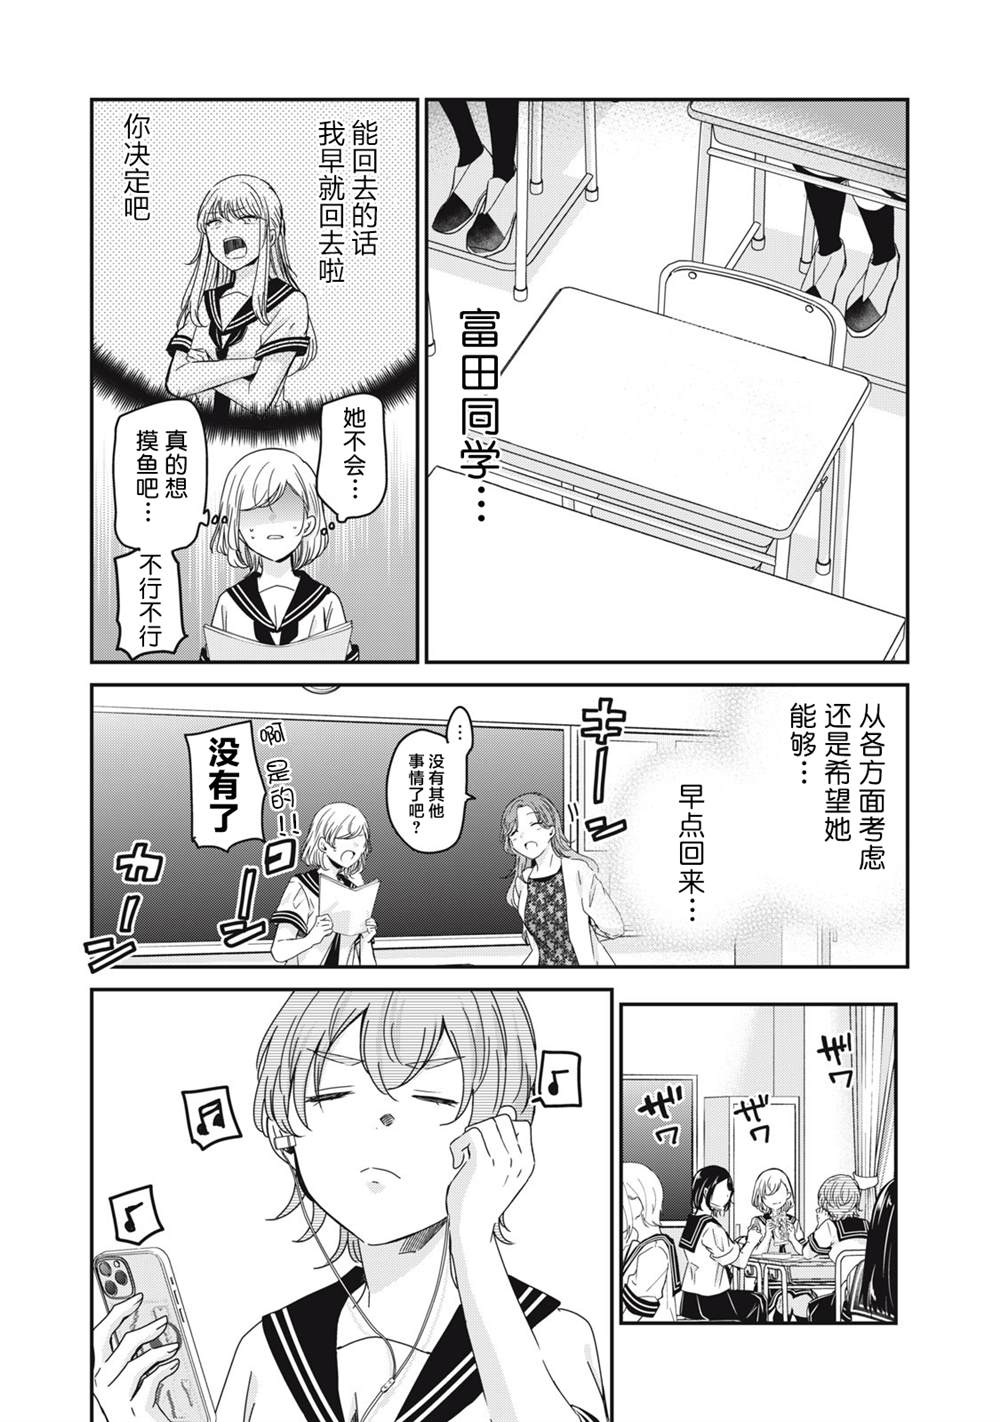 富田同学…
能回去的话
我早就回去啦
你决定吧
她不会…
真的想
摸鱼吧…
不行不行
从各方面考虑
还是希望她
能够…
早点回来…
キーン
…
没有其他
事情了吧？
啊
是的!!
没有了
コーン
カーン
ザワ
ザワ
ザワ